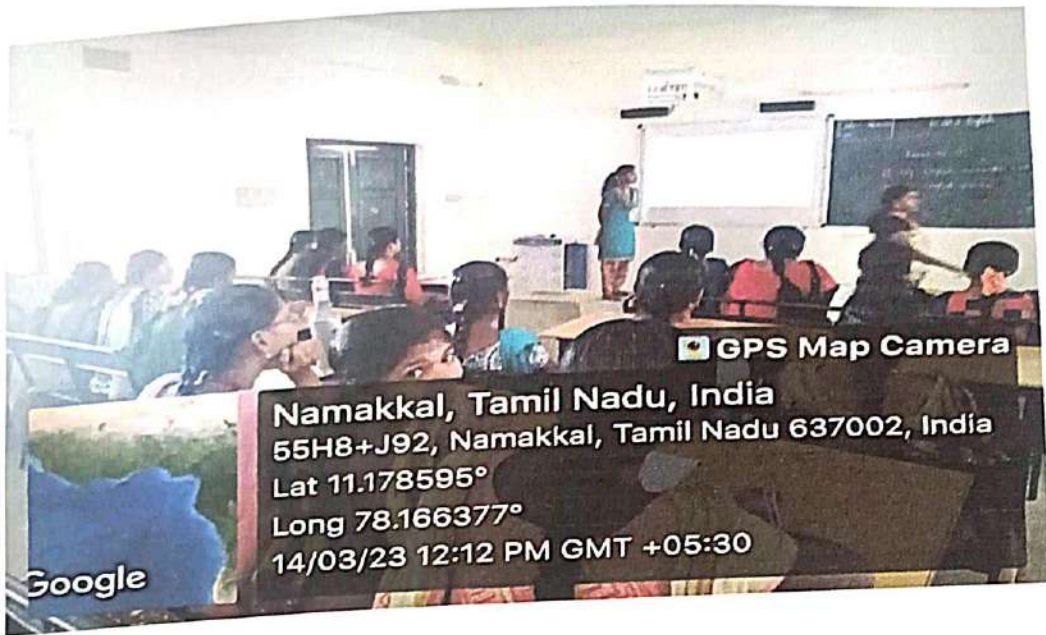 GPS Map Camera
Namakkal, Tamil Nadu, India
55H8+J92, Namakkal, Tamil Nadu 637002, India
Lat 11.178595°
Long 78.166377°
14/03/23 12:12 PM GMT +05:30
Google